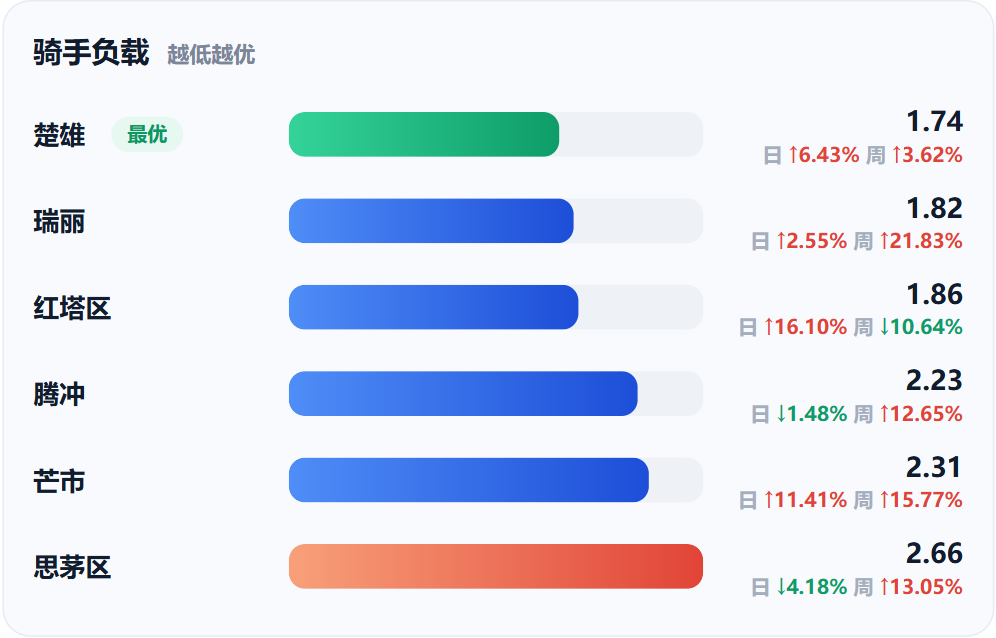 骑手负载 越低越优
楚雄 最优 1.74
日 ↑6.43% 周 ↑3.62%
瑞丽 1.82
日 ↑2.55% 周 ↑21.83%
红塔区 1.86
日 ↑16.10% 周 ↓10.64%
腾冲 2.23
日 ↓1.48% 周 ↑12.65%
芒市 2.31
日 ↑11.41% 周 ↑15.77%
思茅区 2.66
日 ↓4.18% 周 ↑13.05%